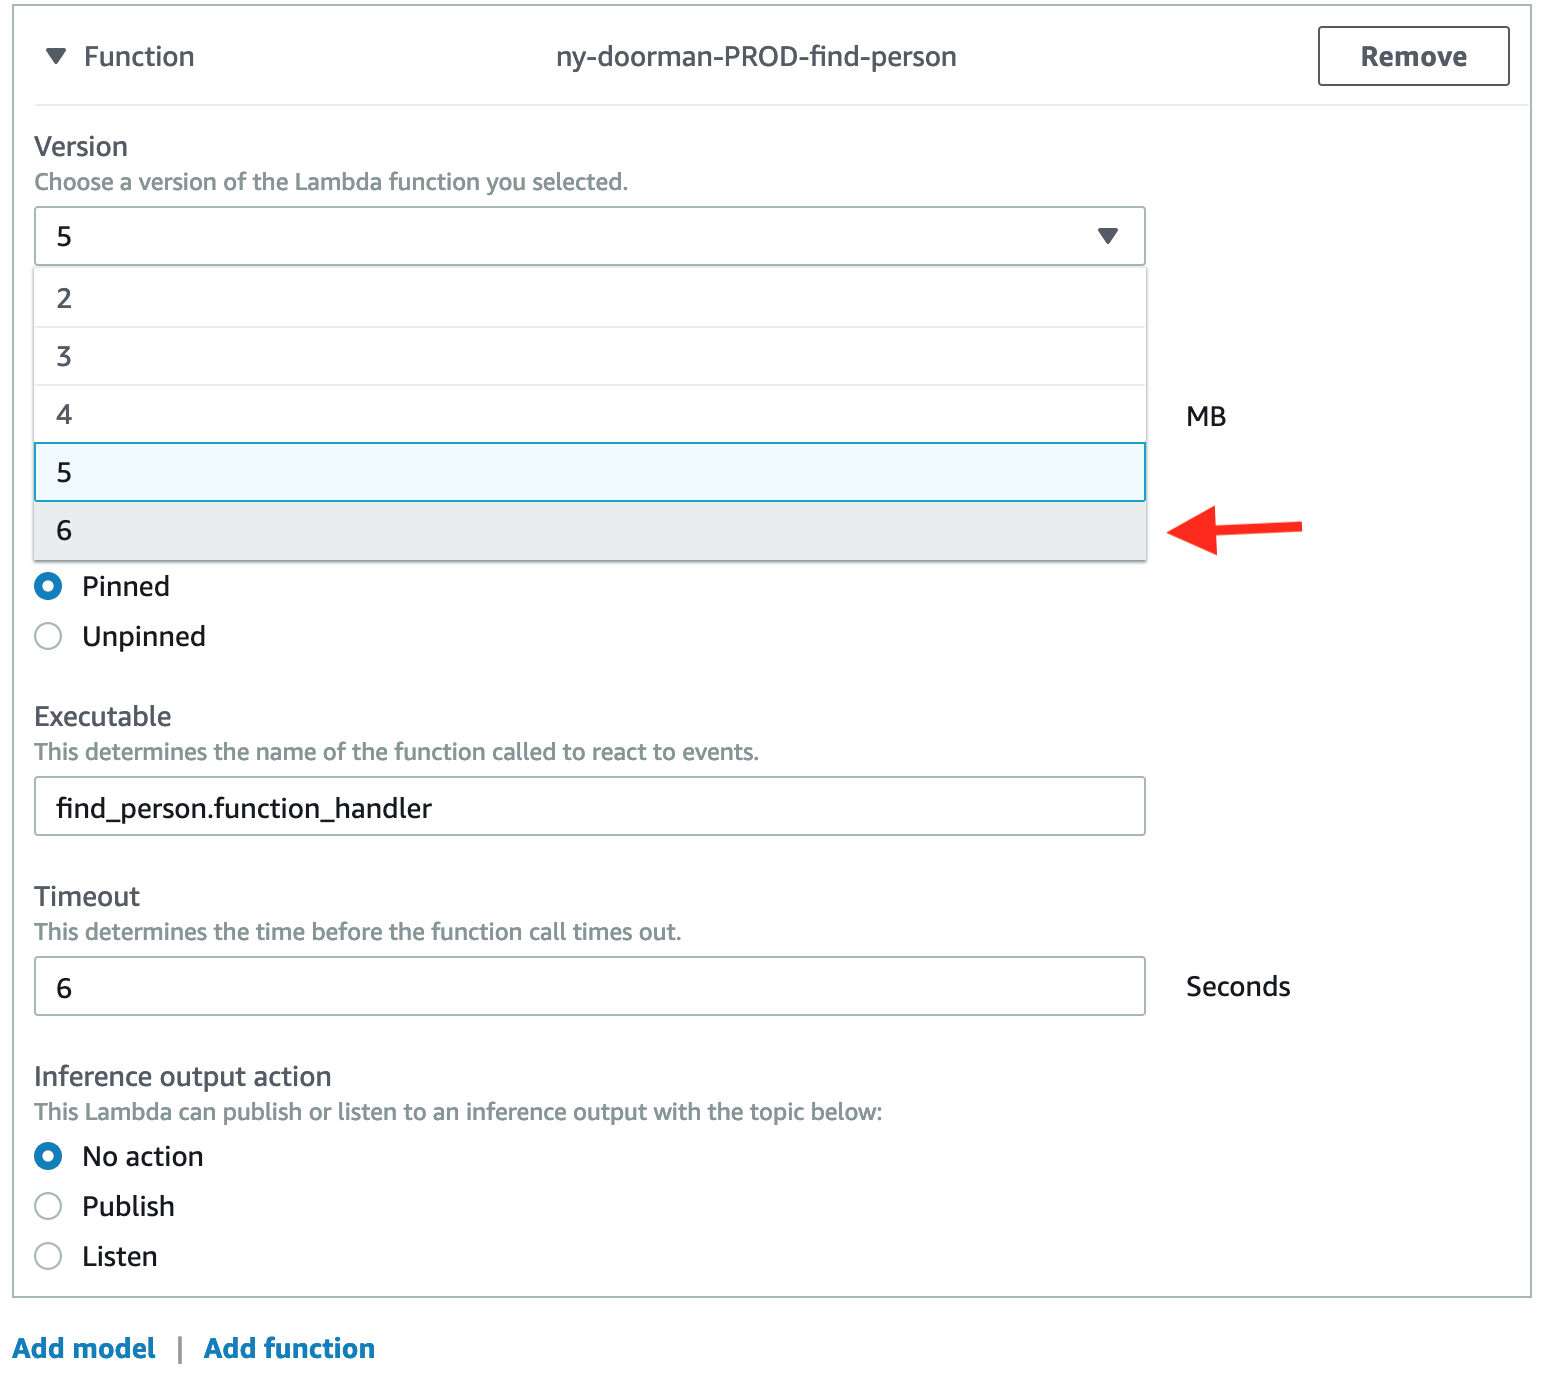 Function ny-doorman-PROD-find-person Remove
Version
Choose a version of the Lambda function you selected.
5
2
3
4
MB
5
6
Pinned
Unpinned
Executable
This determines the name of the function called to react to events.
find_person.function_handler
Timeout
This determines the time before the function call times out.
6 Seconds
Inference output action
This Lambda can publish or listen to an inference output with the topic below:
No action
Publish
Listen
Add model | Add function